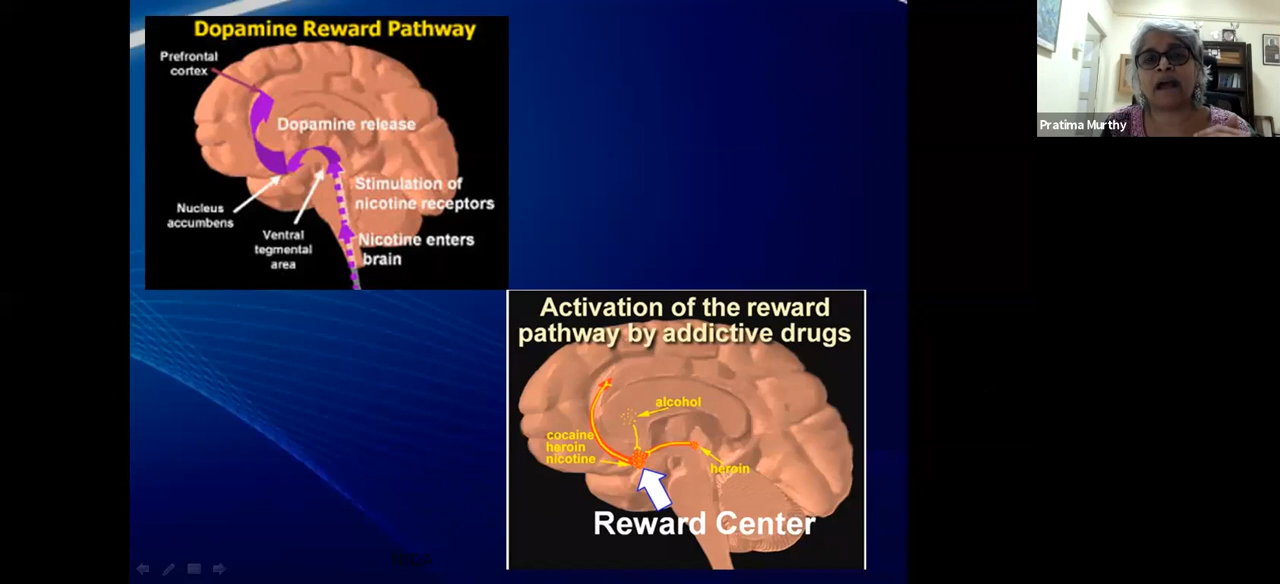 Dopamine Reward Pathway
Prefrontal
cortex
Dopamine release
Stimulation of
nicotine receptors
Nucleus
accumbens
Ventral
tegmental
area
Nicotine enters
brain
Pratima Murthy
Activation of the reward
pathway by addictive drugs
alcohol
cocaine
heroin
nicotine
heroin
Reward Center